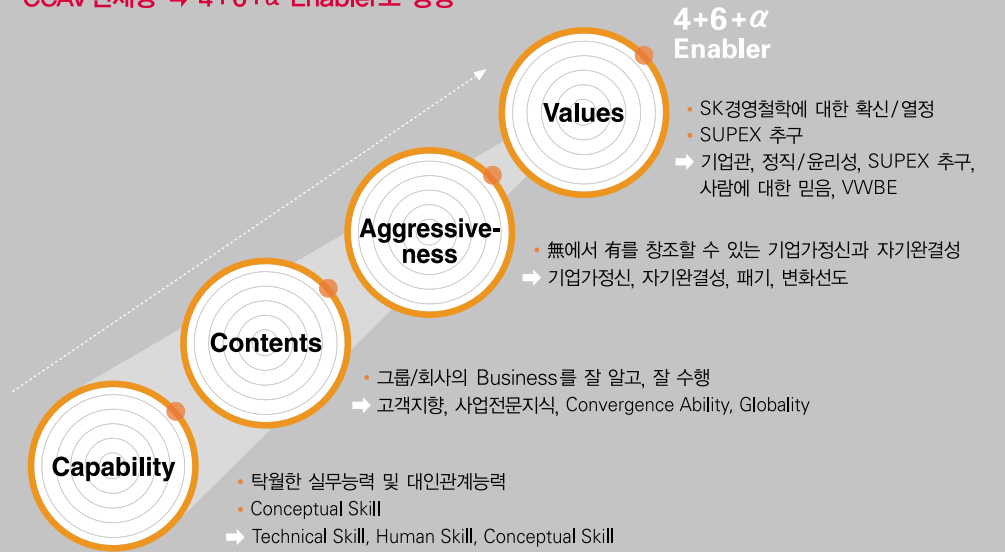 4+6+α
Enabler
Values
• SK경영철학에 대한 확신/열정
• SUPEX 추구
➡ 기업관, 정직/윤리성, SUPEX 추구,
사람에 대한 믿음, VWBE
Aggressive-
ness
• 無에서 有를 창조할 수 있는 기업가정신과 자기완결성
➡ 기업가정신, 자기완결성, 패기, 변화선도
Contents
• 그룹/회사의 Business를 잘 알고, 잘 수행
➡ 고객지향, 사업전문지식, Convergence Ability, Globality
Capability
• 탁월한 실무능력 및 대인관계능력
• Conceptual Skill
➡ Technical Skill, Human Skill, Conceptual Skill